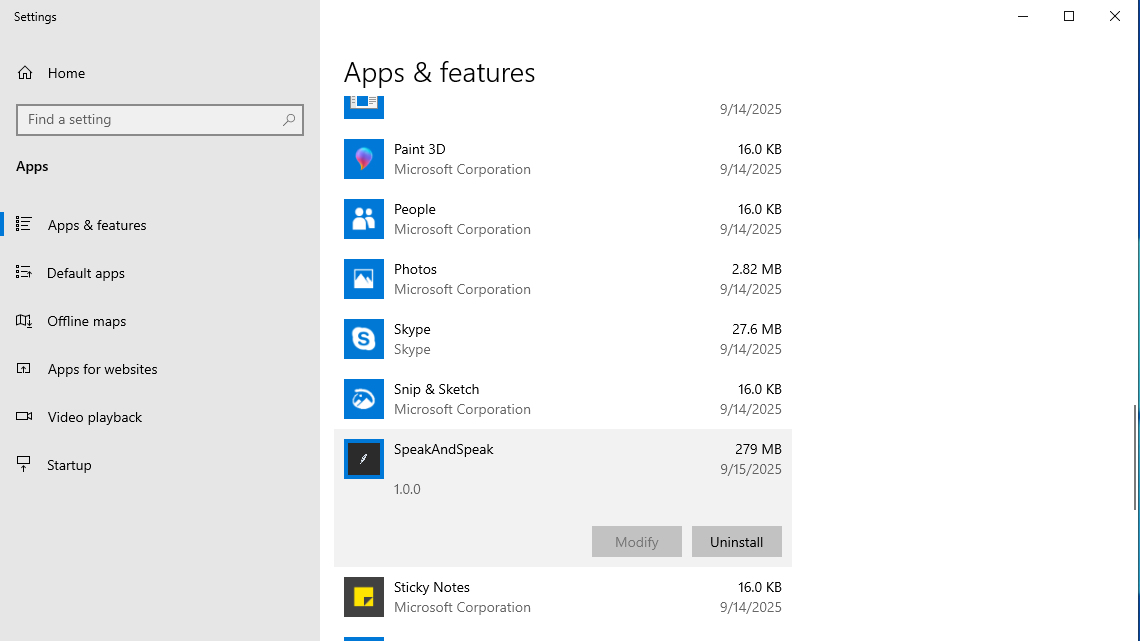 Settings
Home
Find a setting
Apps
Apps & features
Default apps
Offline maps
Apps for websites
Video playback
Startup
Apps & features
9/14/2025
Paint 3D 16.0 KB
Microsoft Corporation 9/14/2025
People 16.0 KB
Microsoft Corporation 9/14/2025
Photos 2.82 MB
Microsoft Corporation 9/14/2025
Skype 27.6 MB
Skype 9/14/2025
Snip & Sketch 16.0 KB
Microsoft Corporation 9/14/2025
SpeakAndSpeak 279 MB
9/15/2025
1.0.0
Modify Uninstall
Sticky Notes 16.0 KB
Microsoft Corporation 9/14/2025